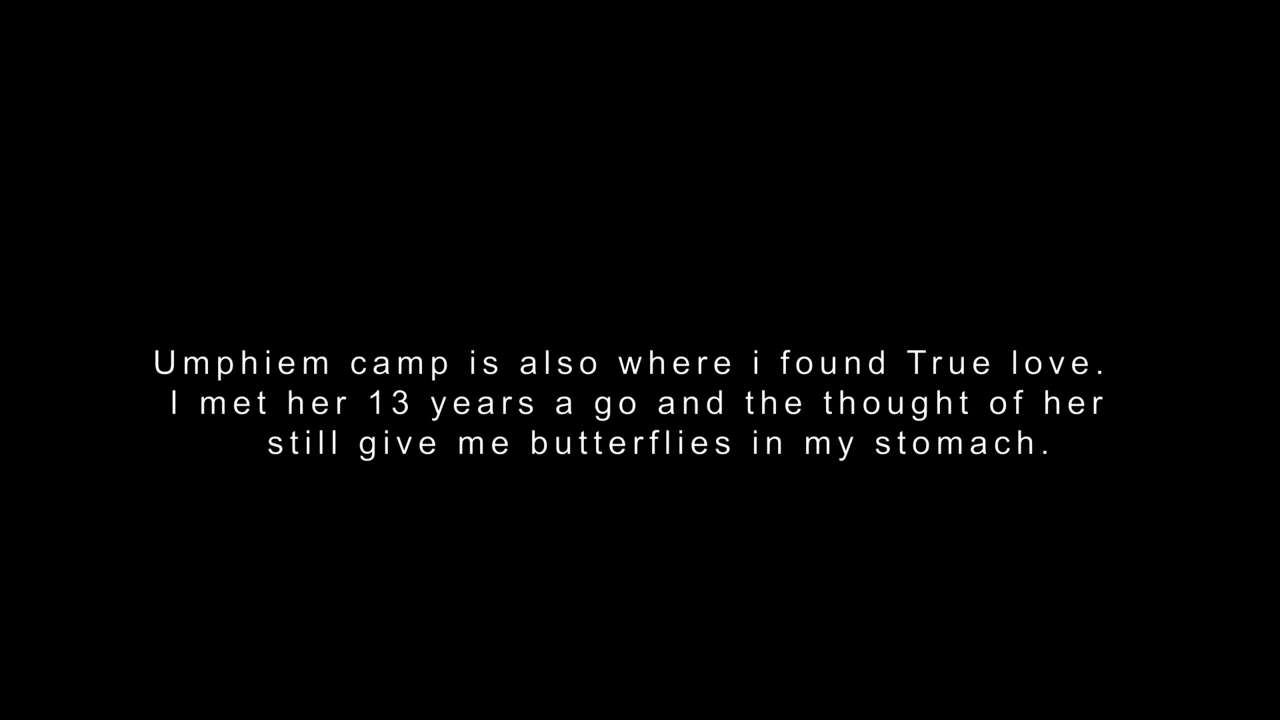 Umphiem camp is also where i found True love.
I met her 13 years a go and the thought of her
still give me butterflies in my stomach.